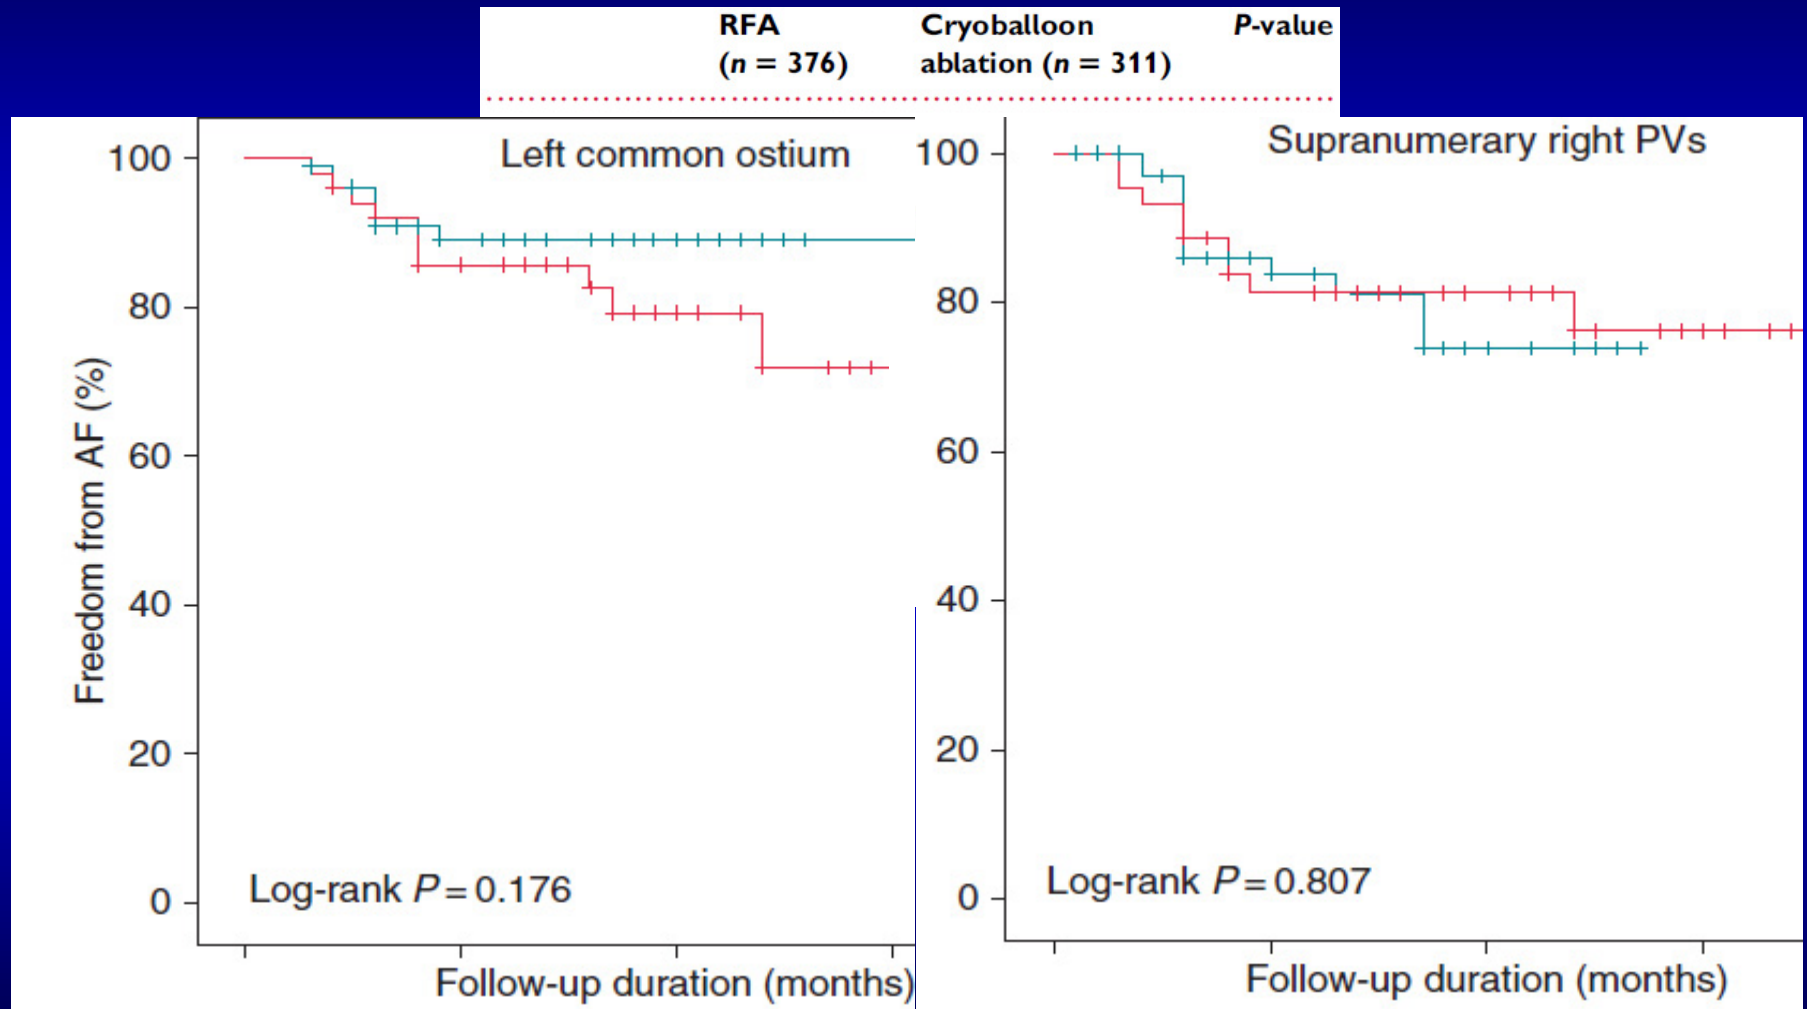 RFA Cryoballoon P-value
(n = 376) ablation (n = 311)
Left common ostium
100
80
60
40
20
0
Freedom from AF (%)
Log-rank P = 0.176
Follow-up duration (months)
Supranumerary right PVs
100
80
60
40
20
0
Log-rank P = 0.807
Follow-up duration (months)